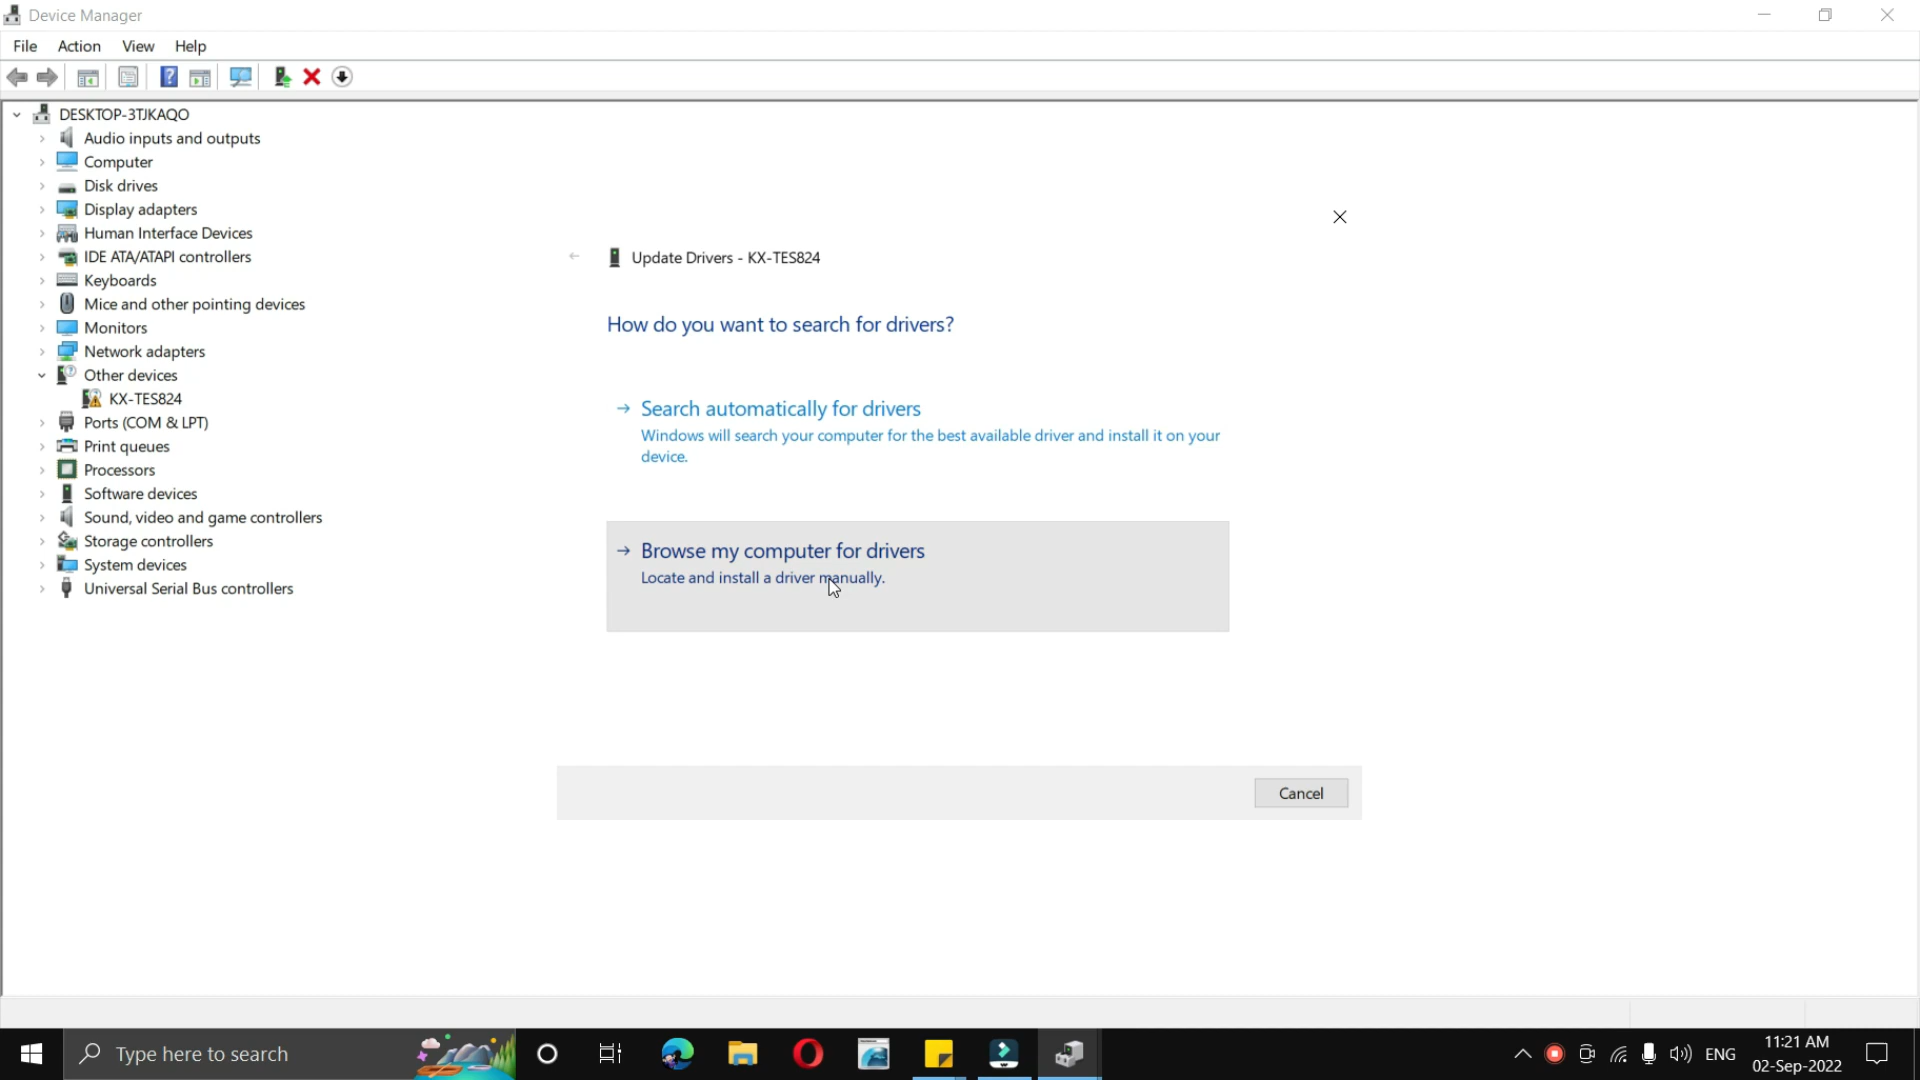 Device Manager
File Action View Help
DESKTOP-3TJKAQO
Audio inputs and outputs
Computer
Disk drives
Display adapters
Human Interface Devices
IDE ATA/ATAPI controllers
Keyboards
Mice and other pointing devices
Monitors
Network adapters
Other devices
KX-TES824
Ports (COM & LPT)
Print queues
Processors
Software devices
Sound, video and game controllers
Storage controllers
System devices
Universal Serial Bus controllers
Update Drivers - KX-TES824
How do you want to search for drivers?
Search automatically for drivers
Windows will search your computer for the best available driver and install it on your
device.
Browse my computer for drivers
Locate and install a driver manually.
Cancel
Type here to search
ENG
11:21 AM
02-Sep-2022